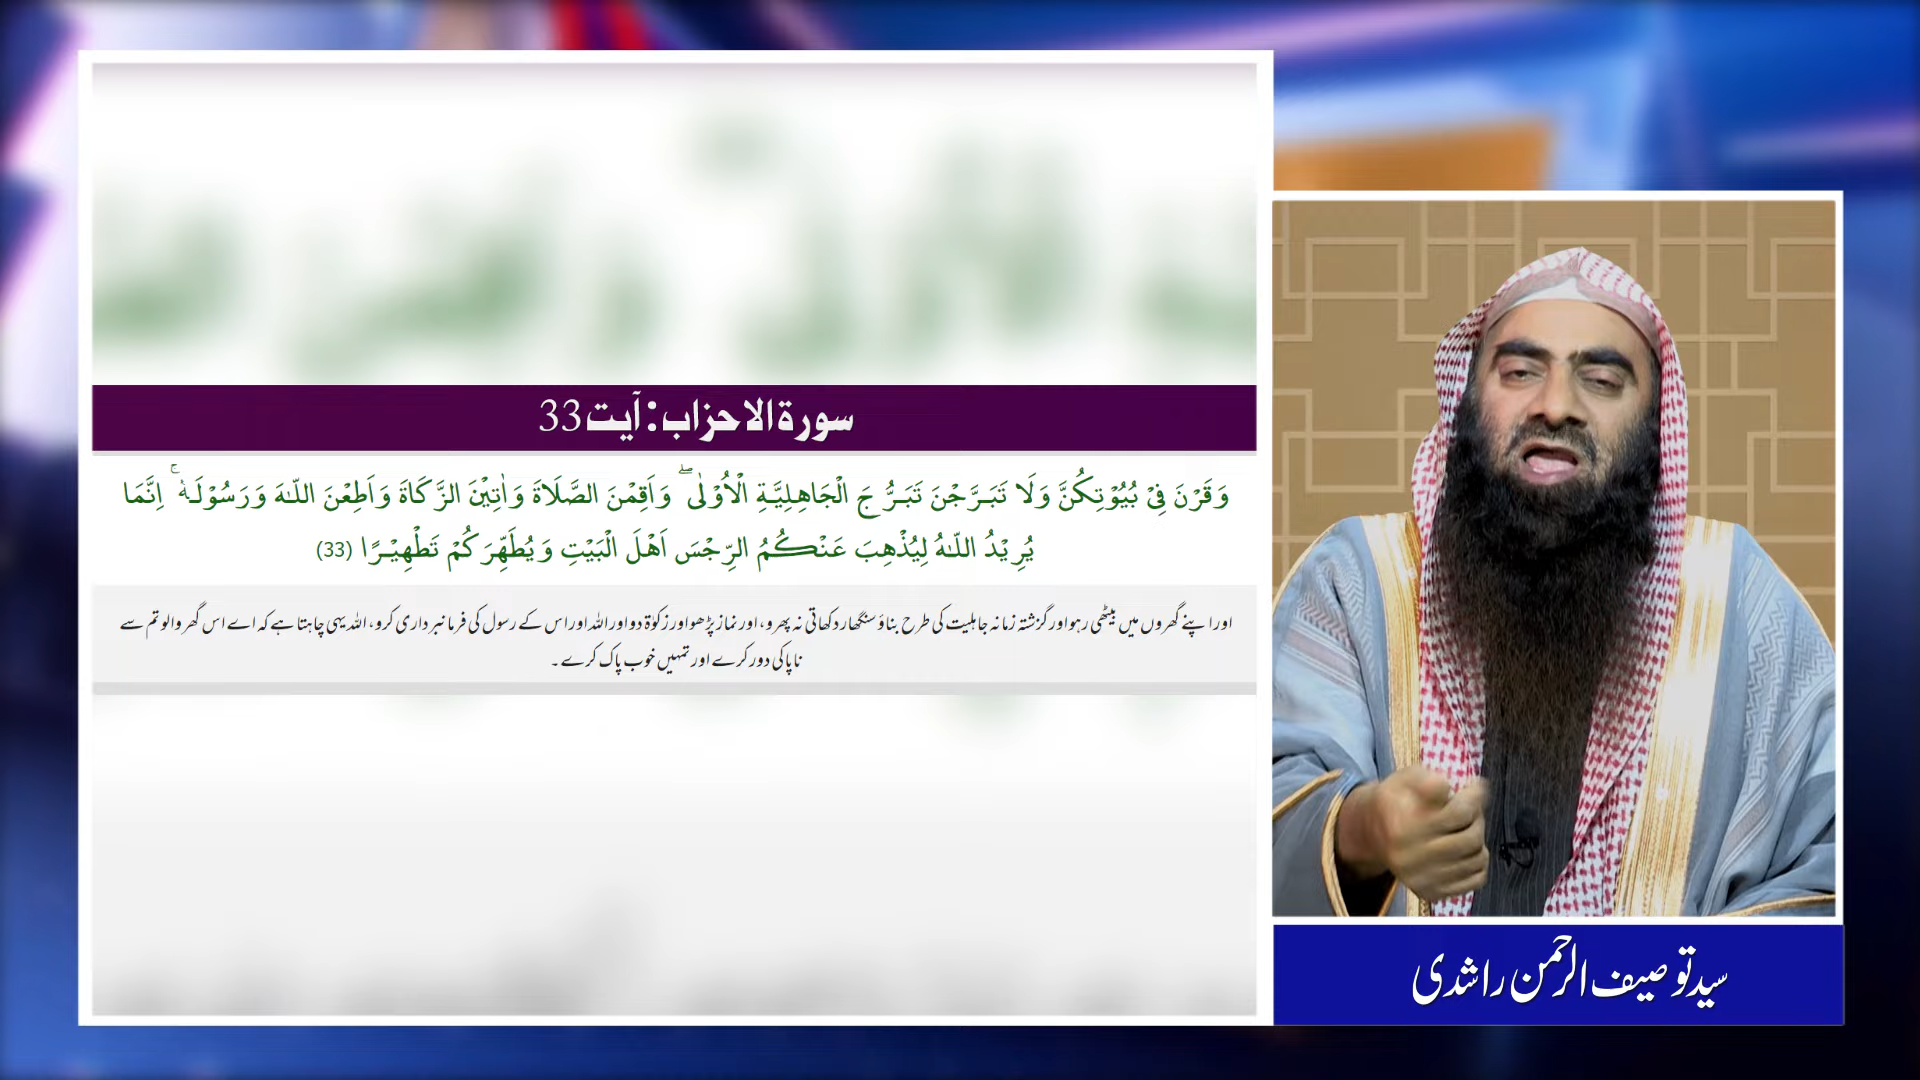 سورۃ الاحزاب: آیت 33
وَقَرْنَ فِىْ بُيُوْتِكُنَّ وَلَا تَبَـرَّجْنَ تَبَـرُّجَ الْجَاهِلِيَّـةِ الْاُوْلٰى ۖ وَاَقِمْنَ الصَّلَاةَ وَاٰتِيْنَ الزَّكَاةَ وَاَطِعْنَ اللّـٰهَ وَرَسُوْلَـهٝ ۚ اِنَّمَا
يُرِيْدُ اللّـٰهُ لِيُذْهِبَ عَنْكُمُ الرِّجْسَ اَهْلَ الْبَيْتِ وَيُطَهِّرَكُمْ تَطْهِيْـرًا (33)
اور اپنے گھروں میں بیٹھی رہو اور گزشتہ زمانہ جاہلیت کی طرح بناؤ سنگھار دکھاتی نہ پھرو، اور نماز پڑھو اور زکوٰۃ دو اور اللہ اور اس کے رسول کی فرمانبرداری کرو، اللہ یہی چاہتا ہے کہ اے اس گھر والو تم سے
ناپاکی دور کرے اور تمہیں خوب پاک کرے۔
سید توصیف الرحمن راشدی